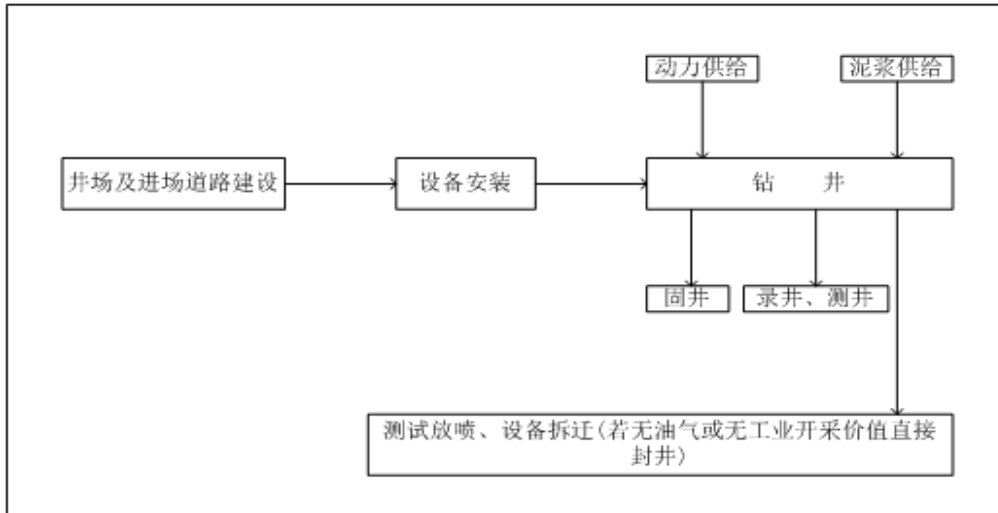 动力供给
泥浆供给
井场及进场道路建设
设备安装
钻 井
固井
录井、测井
测试放喷、设备拆迁(若无油气或无工业开采价值直接
封井)